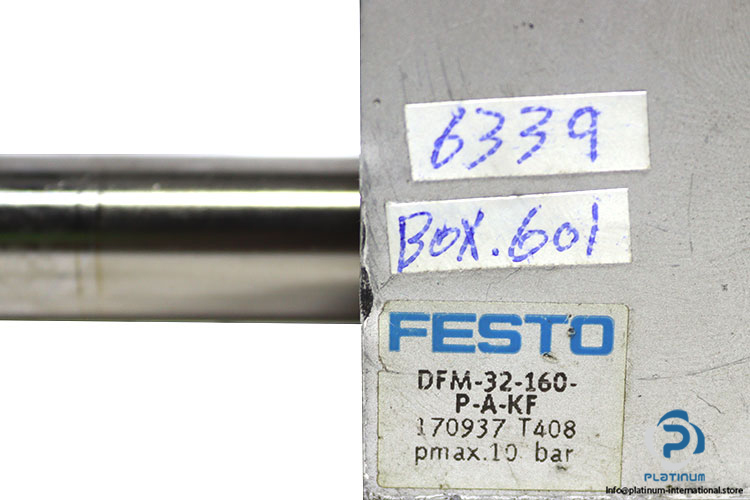 6339
BOX.601
FESTO
DFM-32-160-
P-A-KF
170937 T408
pmax.10 bar
PLATINUM
info@platinum-international.store